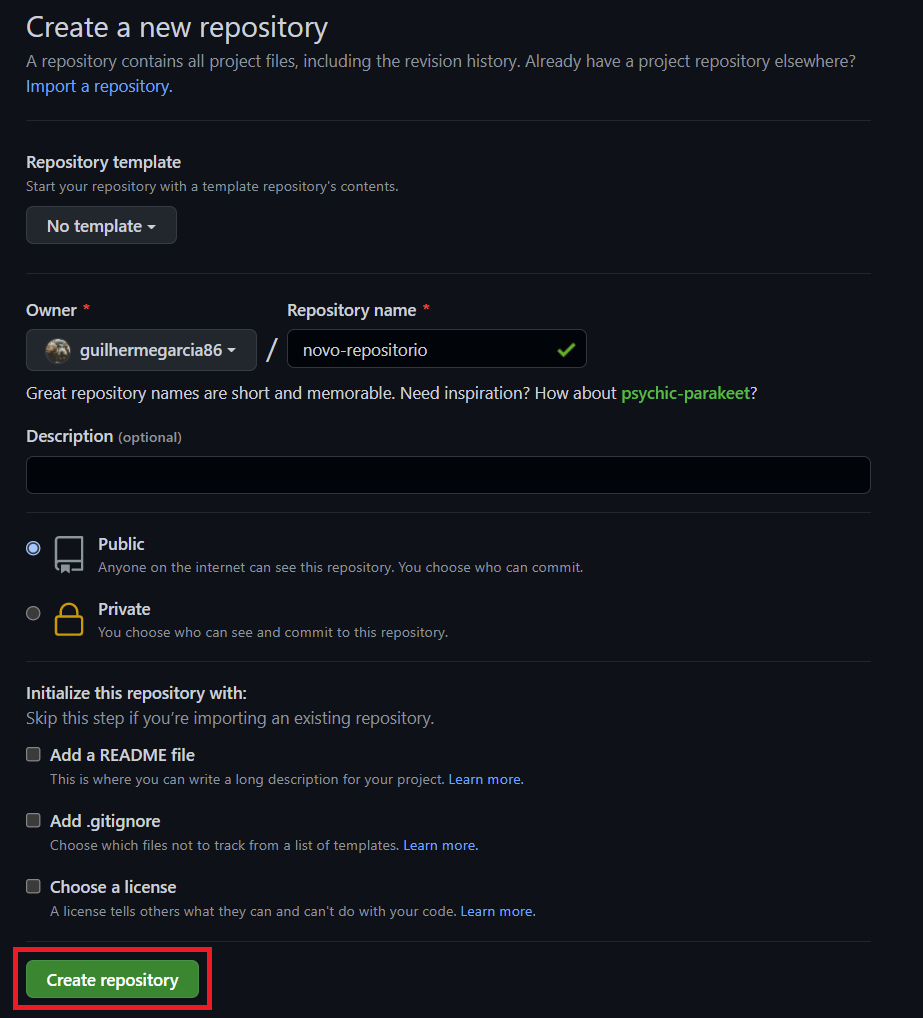 Create a new repository
A repository contains all project files, including the revision history. Already have a project repository elsewhere?
Import a repository.
Repository template
Start your repository with a template repository's contents.
No template
Owner *
Repository name *
guilhermegarcia86 / novo-repositorio
Great repository names are short and memorable. Need inspiration? How about psychic-parakeet?
Description (optional)
Public
Anyone on the internet can see this repository. You choose who can commit.
Private
You choose who can see and commit to this repository.
Initialize this repository with:
Skip this step if you’re importing an existing repository.
Add a README file
This is where you can write a long description for your project. Learn more.
Add .gitignore
Choose which files not to track from a list of templates. Learn more.
Choose a license
A license tells others what they can and can't do with your code. Learn more.
Create repository